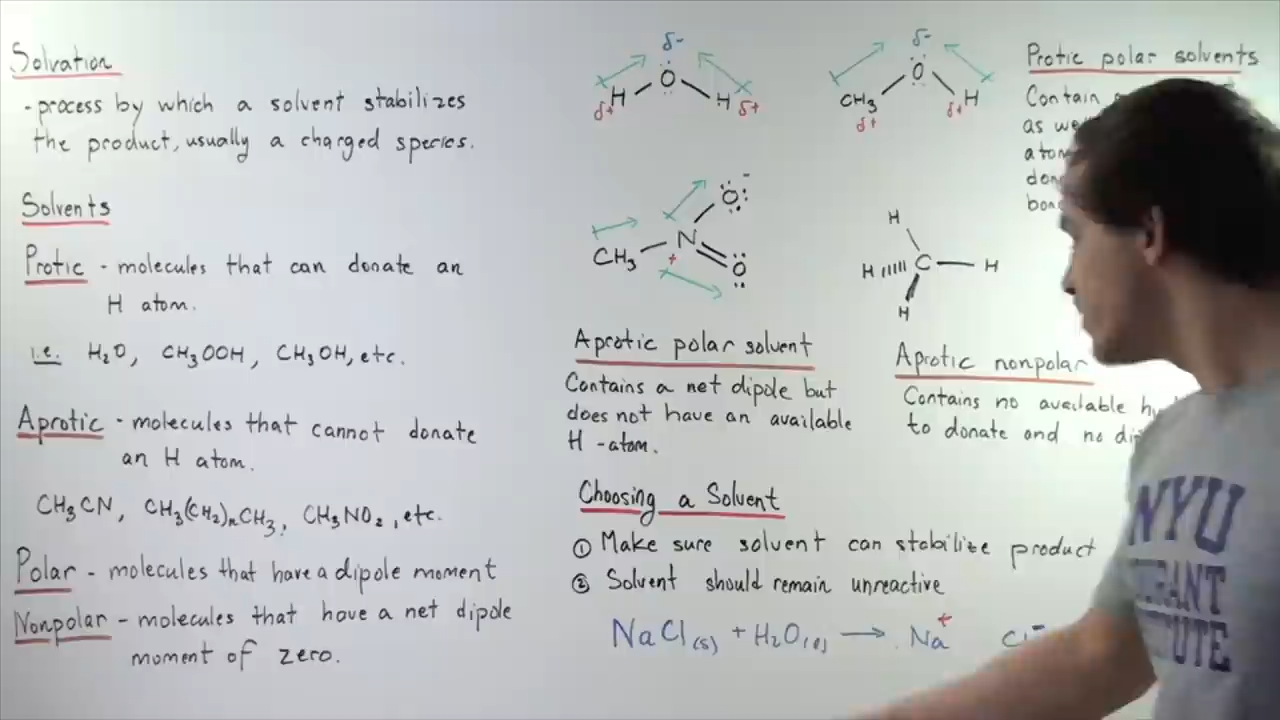 Solvation
- process by which a solvent stabilizes
the product, usually a charged species.
Solvents
Protic - molecules that can donate an
H atom.
i.e. H₂O, CH₃OOH, CH₃OH, etc.
Aprotic - molecules that cannot donate
an H atom.
CH₃CN, CH₃(CH₂)ₙCH₃, CH₃NO₂, etc.
Polar - molecules that have a dipole moment
Nonpolar - molecules that have a net dipole
moment of zero.
δ-
O
H H
δ+ δ+
δ-
O
CH₃ H
δ+ δ+
Protic polar solvents
Contain
as
O -
CH₃ N
+ O
H
H C H
H
Aprotic polar solvent
Contains a net dipole but
does not have an available
H -atom.
Aprotic nonpolar
Contains no available
to donate and no
Choosing a Solvent
① Make sure solvent can stabilize product
② Solvent should remain unreactive
NaCl(s) + H₂O(l) → Na⁺ Cl⁻
NYU